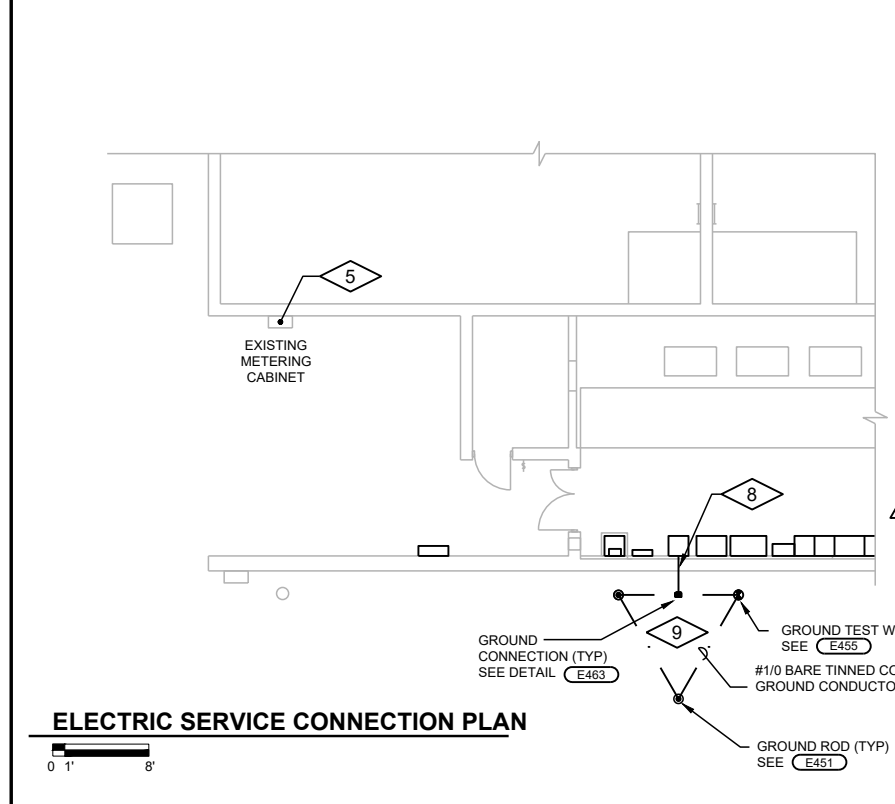 5
EXISTING
METERING
CABINET
8
4
GROUND
CONNECTION (TYP)
SEE DETAIL E463
9
GROUND TEST W
SEE E455
#1/0 BARE TINNED CO
GROUND CONDUCTO
GROUND ROD (TYP)
SEE E451
ELECTRIC SERVICE CONNECTION PLAN
0 1' 8'